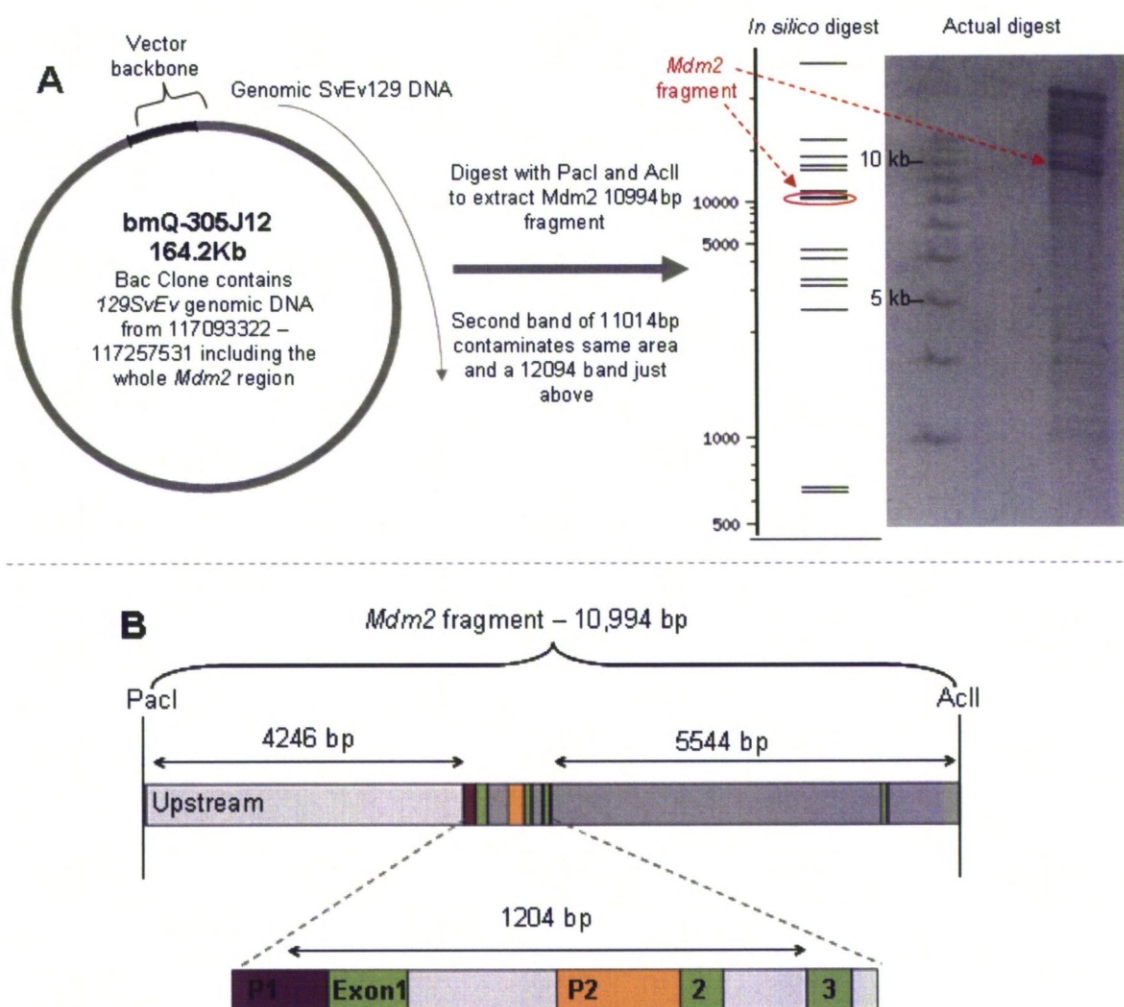 A
Vector
backbone
Genomic SvEv129 DNA
bmQ-305J12
164.2Kb
Bac Clone contains
129SvEv genomic DNA
from 117093322 –
117257531 including the
whole Mdm2 region
Digest with PacI and AclI
to extract Mdm2 10994bp
fragment
Second band of 11014bp
contaminates same area
and a 12094 band just
above
In silico digest
Actual digest
Mdm2
fragment
10 kb
10000
5000
5 kb
1000
500
B
Mdm2 fragment – 10,994 bp
PacI
AclI
4246 bp
5544 bp
Upstream
1204 bp
P1
Exon1
P2
2
3